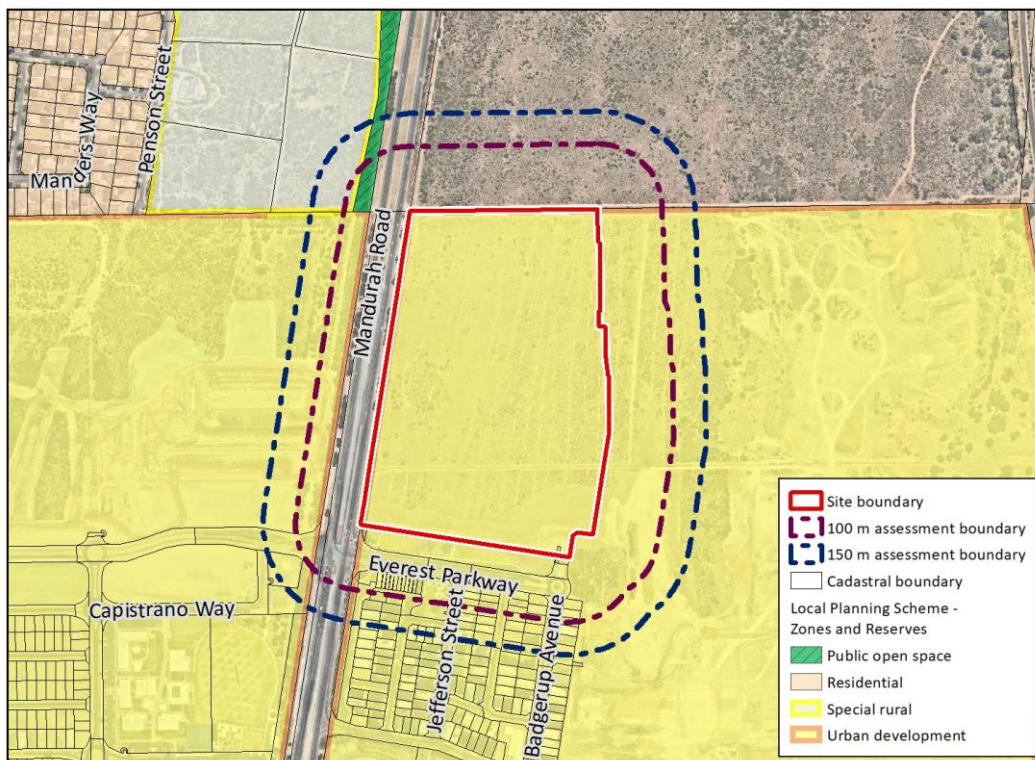 Penson Street
Manders Way
Mandurah Road
Everest Parkway
Capistrano Way
Jefferson Street
Badgerup Avenue
Site boundary
100 m assessment boundary
150 m assessment boundary
Cadastral boundary
Local Planning Scheme -
Zones and Reserves
Public open space
Residential
Special rural
Urban development